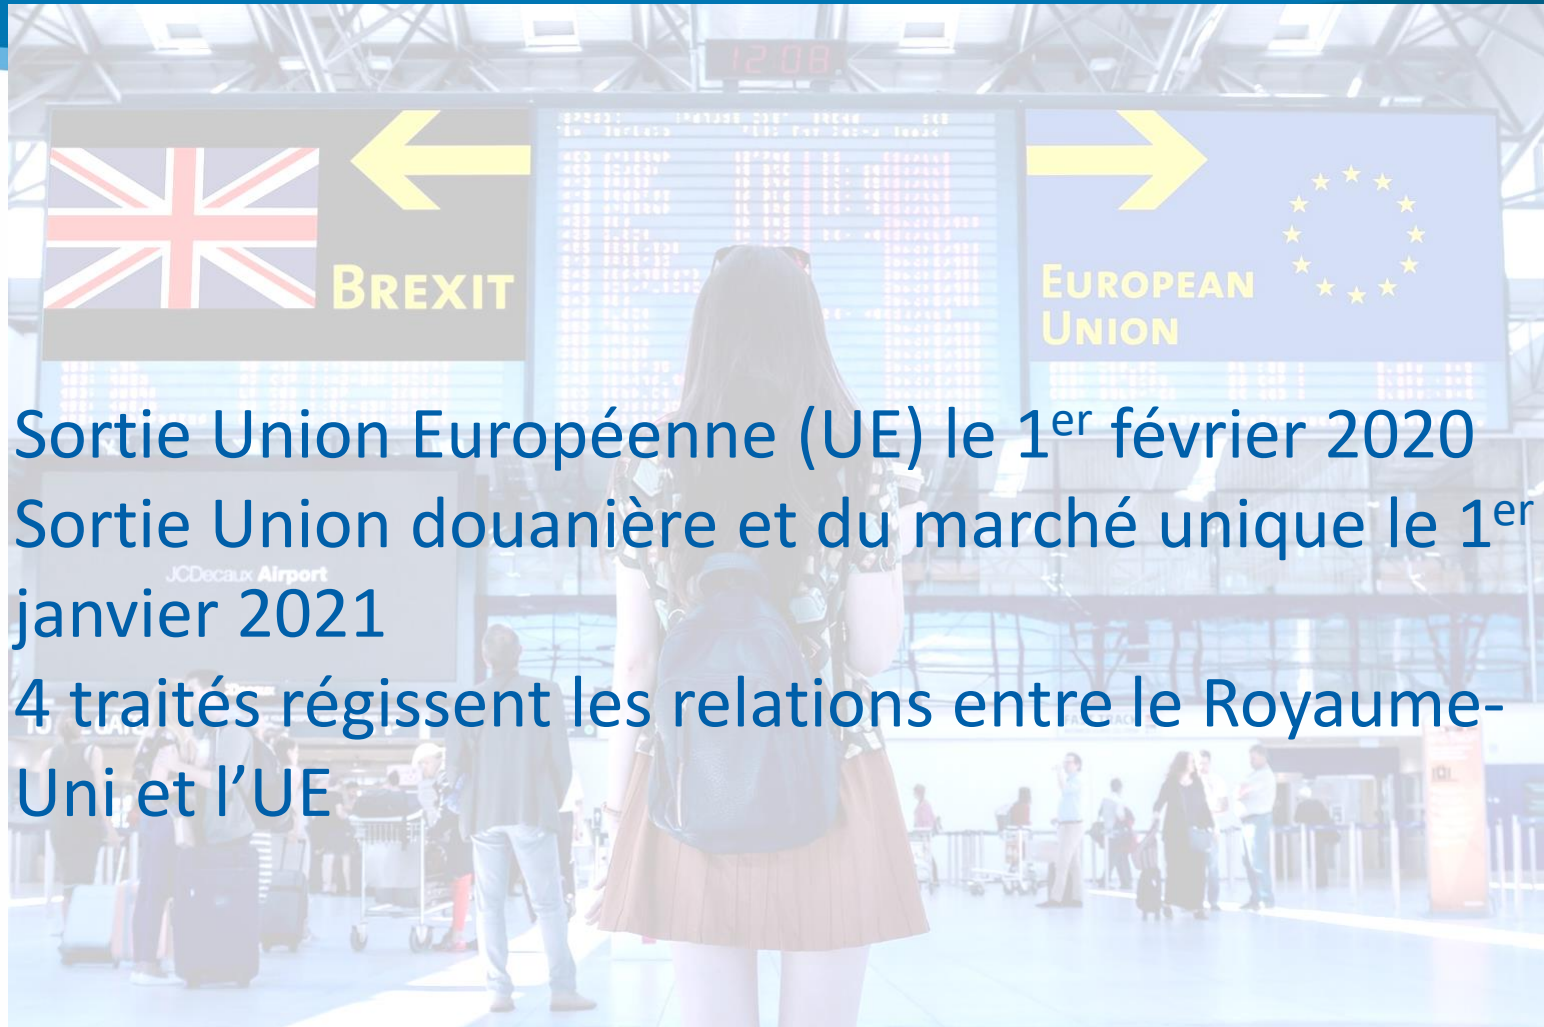 12:08
BREXIT
EUROPEAN
UNION
Sortie Union Européenne (UE) le 1er février 2020
Sortie Union douanière et du marché unique le 1er
janvier 2021
JCDecaux Airport
4 traités régissent les relations entre le Royaume-
Uni et l’UE